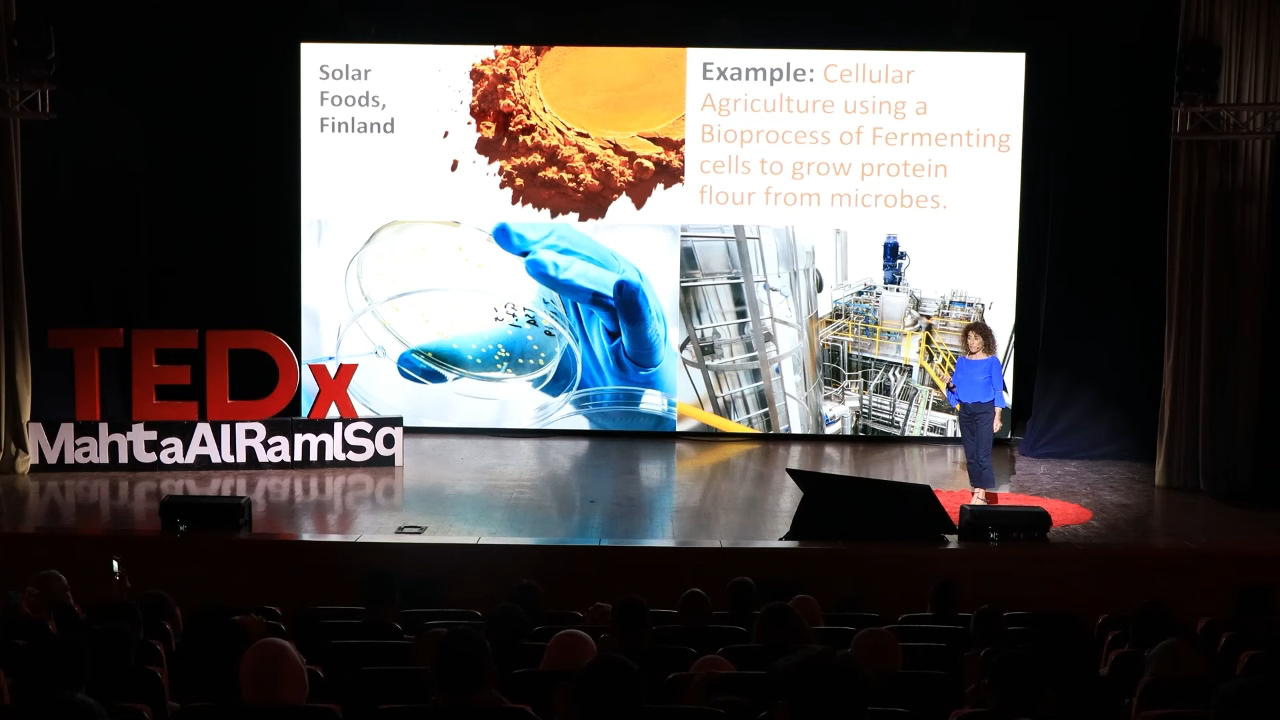 Solar
Foods,
Finland
Example: Cellular
Agriculture using a
Bioprocess of Fermenting
cells to grow protein
flour from microbes.
TEDx
MahtaAlRamlSq